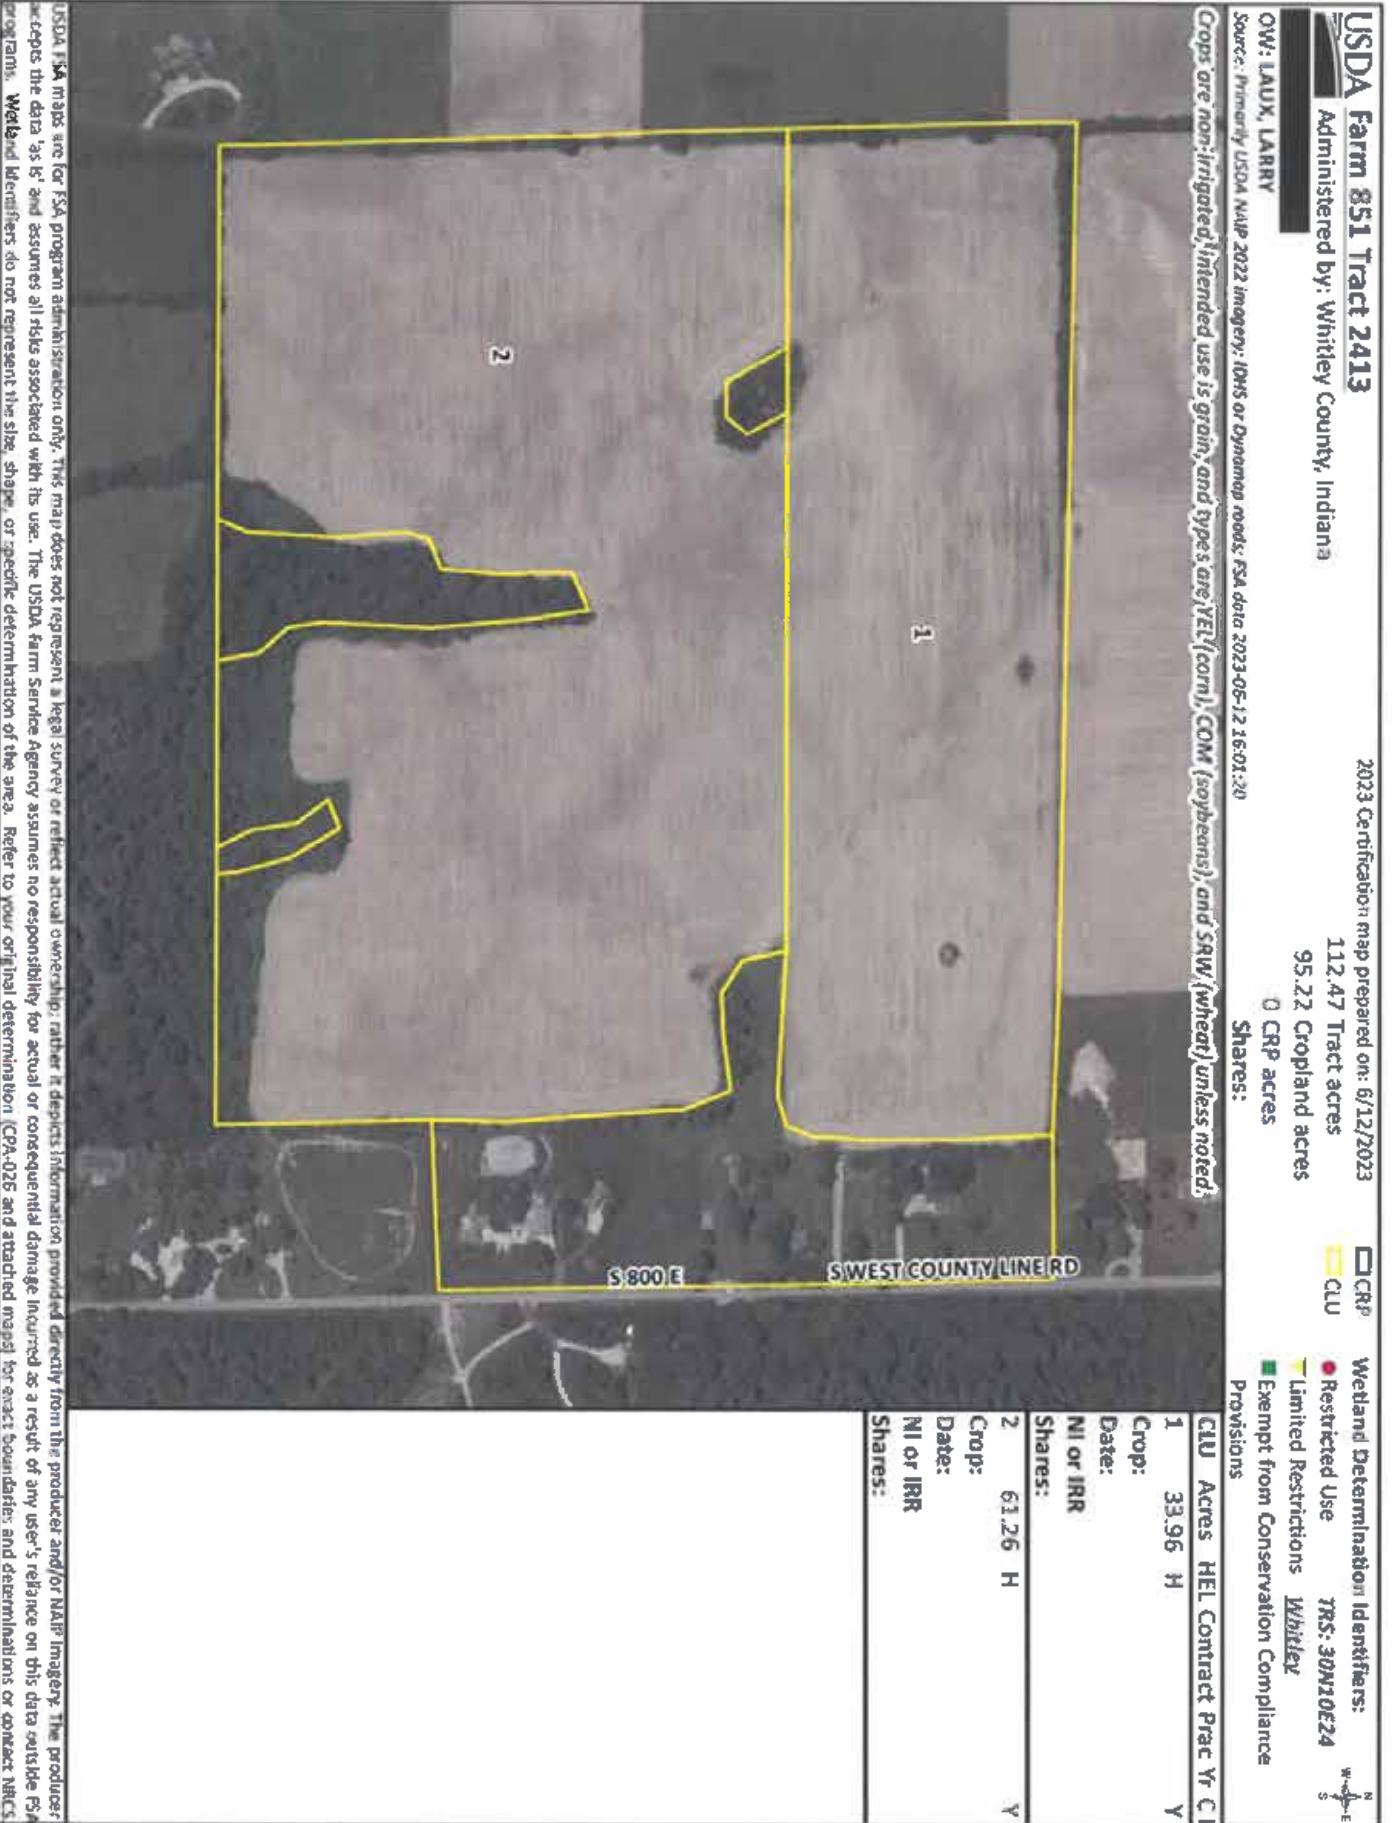 USDA Farm 851 Tract 2413
Administered by: Whitley County, Indiana
OW: LAUX, LARRY
Source: Primarily USDA NAIP 2022 imagery; IDHS or Dynamap roads; FSA data 2023-06-12 16:01:20
Crops are non-irrigated, intended use is grain, and types are YEL (corn), COM (soybeans), and SRW (wheat) unless noted.
2023 Certification map prepared on: 6/12/2023
112.47 Tract acres
95.22 Cropland acres
0 CRP acres
Shares:
CRP
CLU
Wetland Determination Identifiers:
Restricted Use
TRS: 30N10E24
Limited Restrictions
Whitley
Exempt from Conservation Compliance
Provisions
N
W E
S
1
2
S WEST COUNTY LINE RD
S 800 E
CLU Acres HEL Contract Prac Yr C I
1 33.96 H Y
Crop:
Date:
NI or IRR
Shares:
2 61.26 H Y
Crop:
Date:
NI or IRR
Shares:
USDA FSA maps are for FSA program administration only. This map does not represent a legal survey or reflect actual ownership; rather it depicts information provided directly from the producer and/or NAIP imagery. The producer
accepts the data 'as is' and assumes all risks associated with its use. The USDA Farm Service Agency assumes no responsibility for actual or consequential damage incurred as a result of any user's reliance on this data outside FSA
programs. Wetland identifiers do not represent the size, shape, or specific determination of the area. Refer to your original determination (CPA-026 and attached maps) for exact boundaries and determinations or contact NRCS.